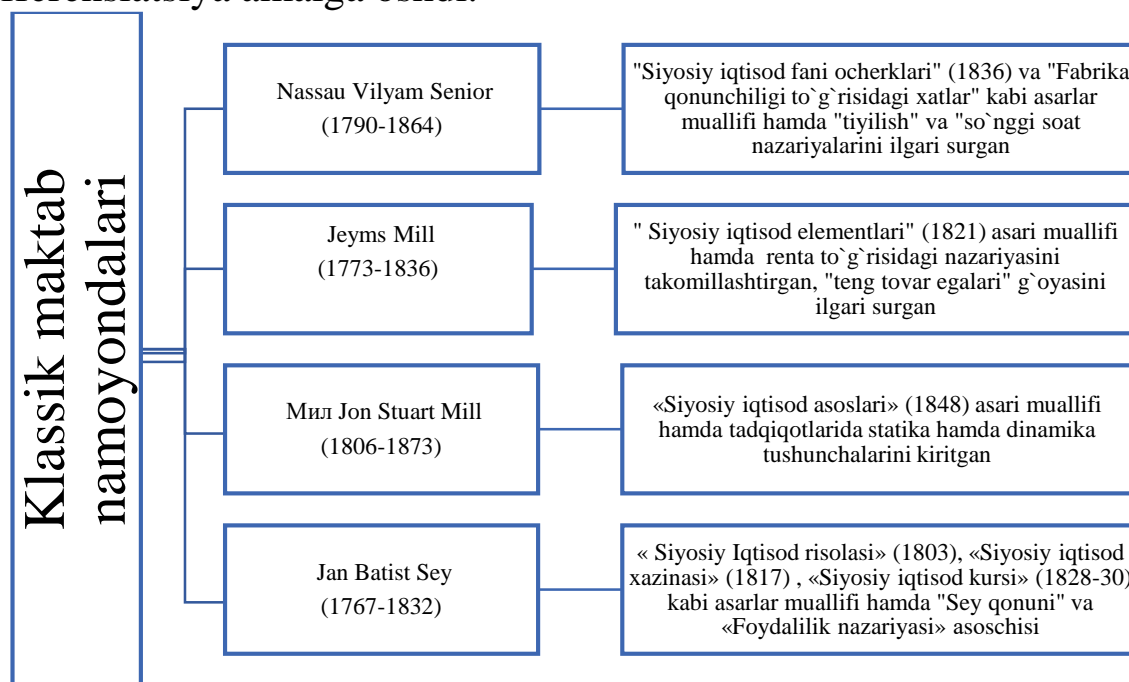 amalga oshdi.
Klassik maktab
namoyondalari
Nassau Vilyam Senior
(1790-1864)
"Siyosiy iqtisod fani ocherklari" (1836) va "Fabrika
qonunchiligi to`g`risidagi xatlar" kabi asarlar
muallifi hamda "tiyilish" va "so`nggi soat
nazariyalarini ilgari surgan
Jeyms Mill
(1773-1836)
" Siyosiy iqtisod elementlari" (1821) asari muallifi
hamda renta to`g`risidagi nazariyasini
takomillashtirgan, "teng tovar egalari" g`oyasini
ilgari surgan
Мил Jon Stuart Mill
(1806-1873)
«Siyosiy iqtisod asoslari» (1848) asari muallifi
hamda tadqiqotlarida statika hamda dinamika
tushunchalarini kiritgan
Jan Batist Sey
(1767-1832)
« Siyosiy Iqtisod risolasi» (1803), «Siyosiy iqtisod
xazinasi» (1817) , «Siyosiy iqtisod kursi» (1828-30)
kabi asarlar muallifi hamda "Sey qonuni" va
«Foydalilik nazariyasi» asoschisi